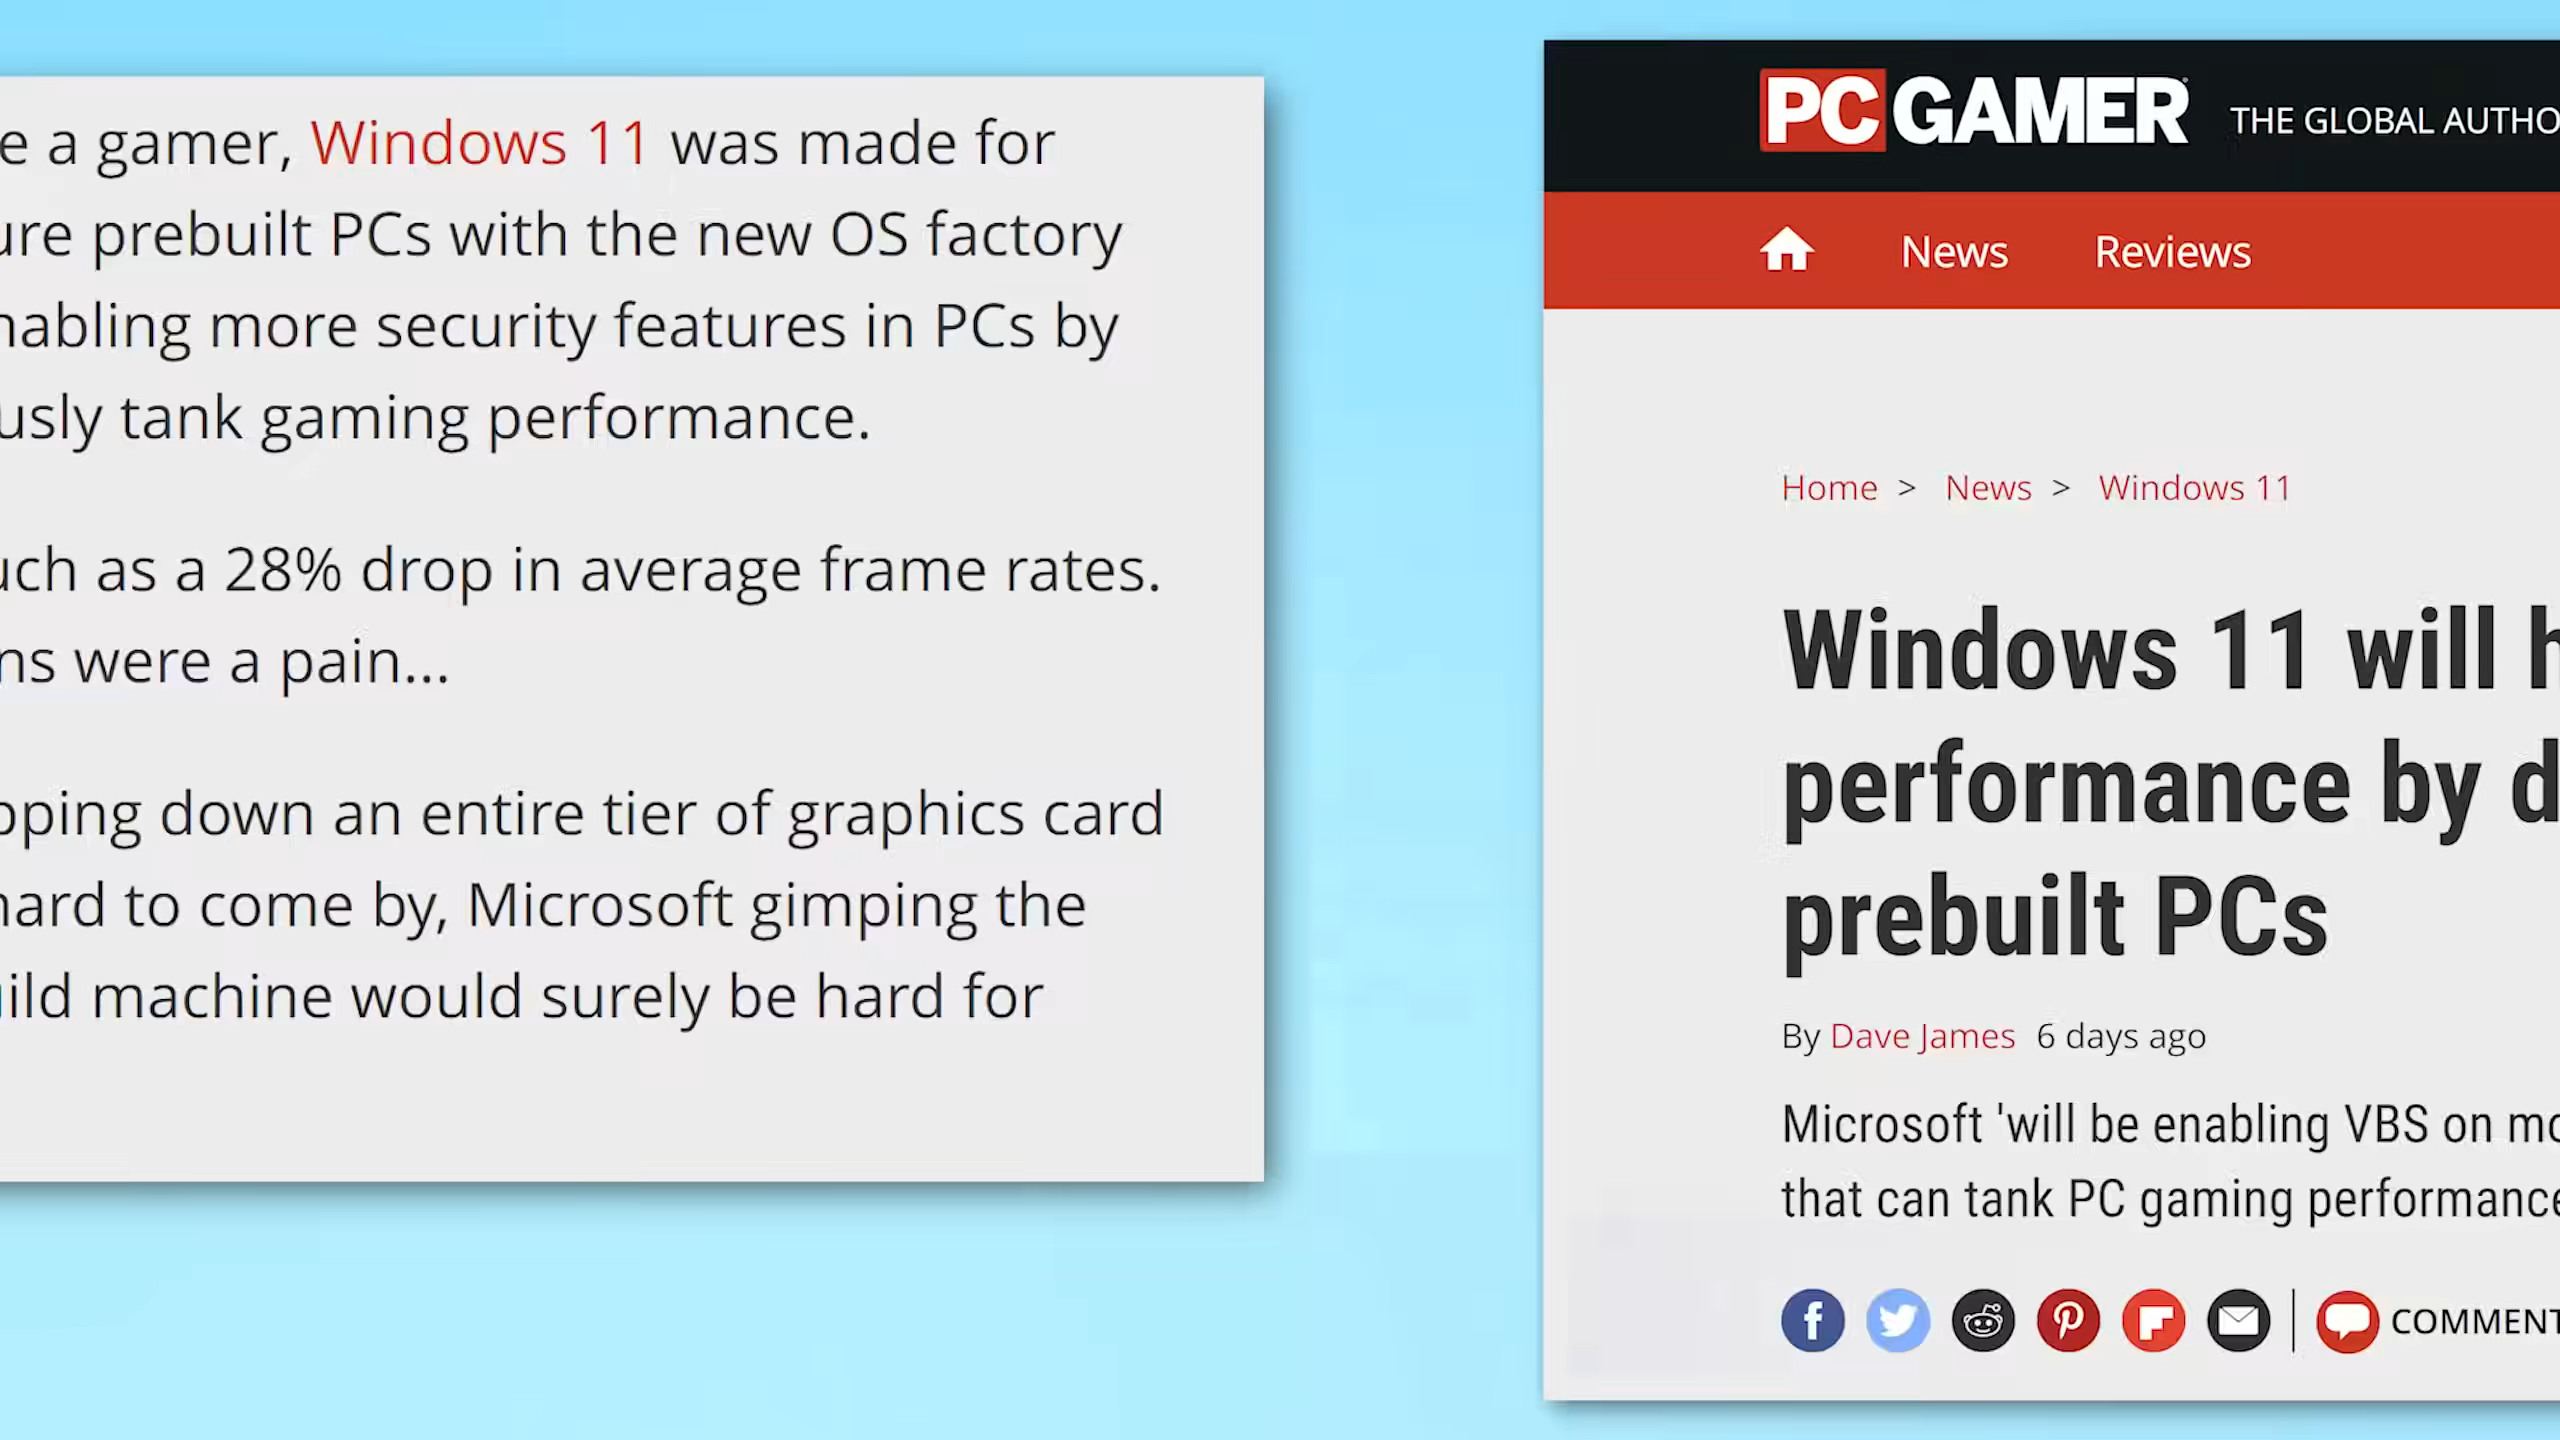 e a gamer, Windows 11 was made for
ure prebuilt PCs with the new OS factory
nabling more security features in PCs by
usly tank gaming performance.
uch as a 28% drop in average frame rates.
ns were a pain...
pping down an entire tier of graphics card
hard to come by, Microsoft gimping the
ild machine would surely be hard for
PC GAMER THE GLOBAL AUTHO
News Reviews
Home > News > Windows 11
Windows 11 will h
performance by d
prebuilt PCs
By Dave James 6 days ago
Microsoft 'will be enabling VBS on mo
that can tank PC gaming performance
COMMENT